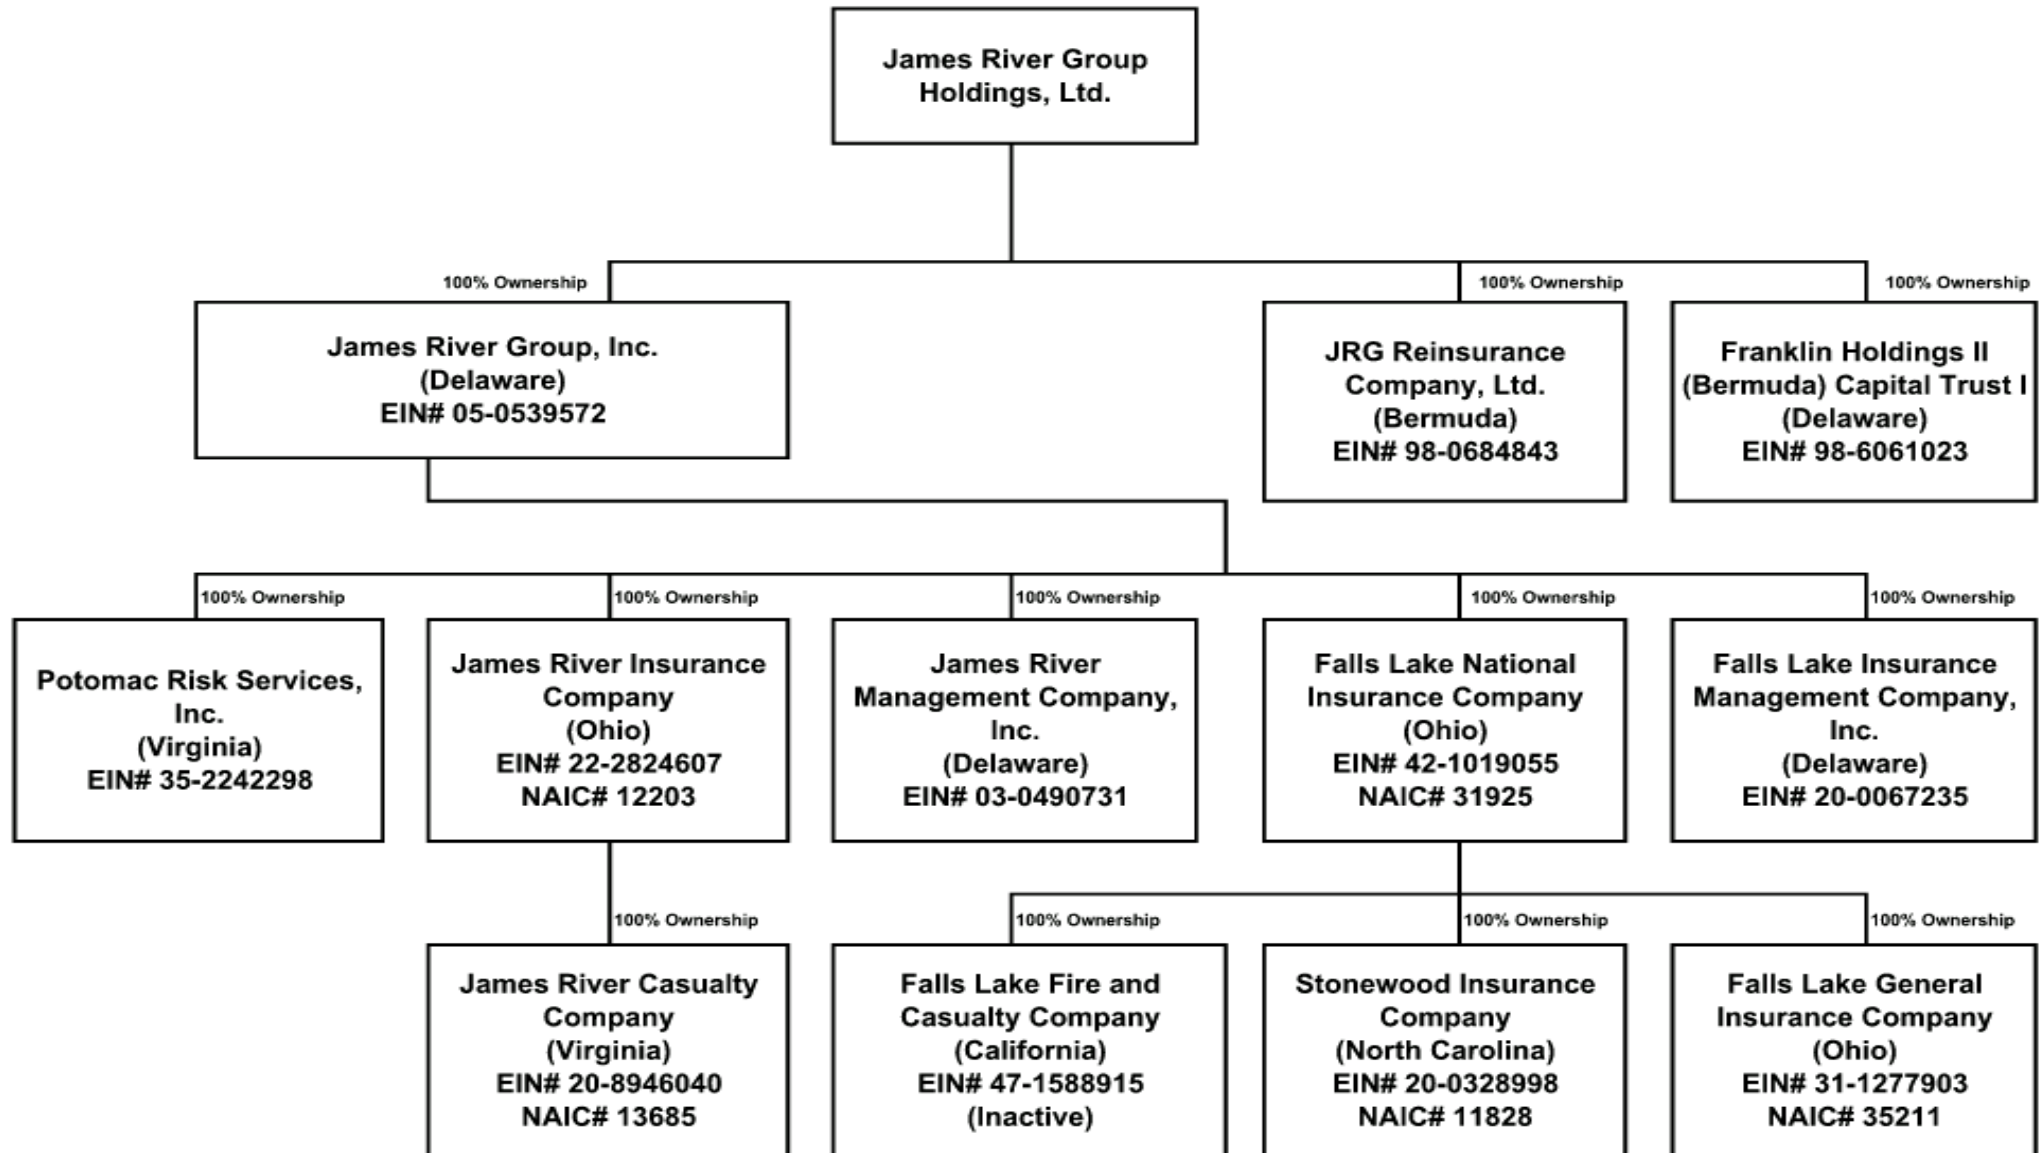 James River Group
Holdings, Ltd.
100% Ownership
100% Ownership
100% Ownership
James River Group, Inc.
(Delaware)
EIN# 05-0539572
JRG Reinsurance
Company, Ltd.
(Bermuda)
EIN# 98-0684843
Franklin Holdings II
(Bermuda) Capital Trust I
(Delaware)
EIN# 98-6061023
100% Ownership
100% Ownership
100% Ownership
100% Ownership
100% Ownership
Potomac Risk Services,
Inc.
(Virginia)
EIN# 35-2242298
James River Insurance
Company
(Ohio)
EIN# 22-2824607
NAIC# 12203
James River
Management Company,
Inc.
(Delaware)
EIN# 03-0490731
Falls Lake National
Insurance Company
(Ohio)
EIN# 42-1019055
NAIC# 31925
Falls Lake Insurance
Management Company,
Inc.
(Delaware)
EIN# 20-0067235
100% Ownership
100% Ownership
100% Ownership
100% Ownership
James River Casualty
Company
(Virginia)
EIN# 20-8946040
NAIC# 13685
Falls Lake Fire and
Casualty Company
(California)
EIN# 47-1588915
(Inactive)
Stonewood Insurance
Company
(North Carolina)
EIN# 20-0328998
NAIC# 11828
Falls Lake General
Insurance Company
(Ohio)
EIN# 31-1277903
NAIC# 35211